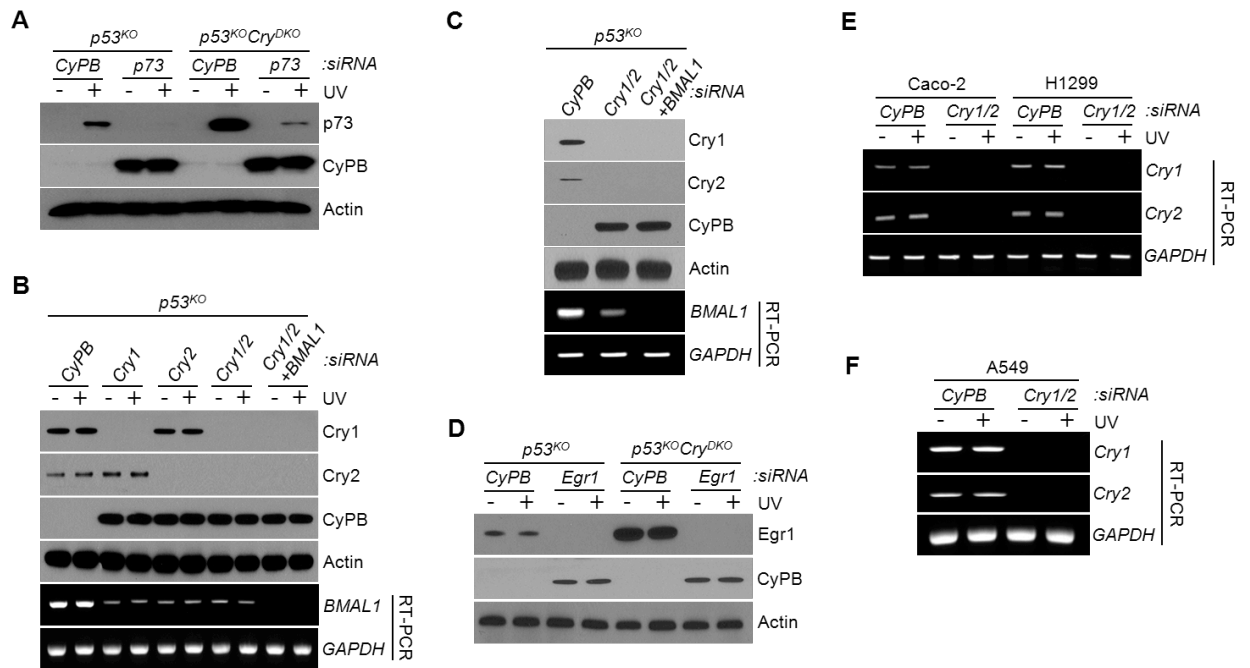 A
p53KO p53KOCryDKO
CyPB p73 CyPB p73 :siRNA
- + - + - + - + UV
p73
CyPB
Actin
B
p53KO
CyPB Cry1 Cry2 Cry1/2 Cry1/2 +BMAL1 :siRNA
- + - + - + - + - + UV
Cry1
Cry2
CyPB
Actin
BMAL1
GAPDH
RT-PCR
C
p53KO
CyPB Cry1/2 Cry1/2 +BMAL1 :siRNA
Cry1
Cry2
CyPB
Actin
BMAL1
GAPDH
RT-PCR
D
p53KO p53KOCryDKO
CyPB Egr1 CyPB Egr1 :siRNA
- + - + - + - + UV
Egr1
CyPB
Actin
E
Caco-2 H1299
CyPB Cry1/2 CyPB Cry1/2 :siRNA
- + - + - + - + UV
Cry1
Cry2
GAPDH
RT-PCR
F
A549
CyPB Cry1/2 :siRNA
- + - + UV
Cry1
Cry2
GAPDH
RT-PCR